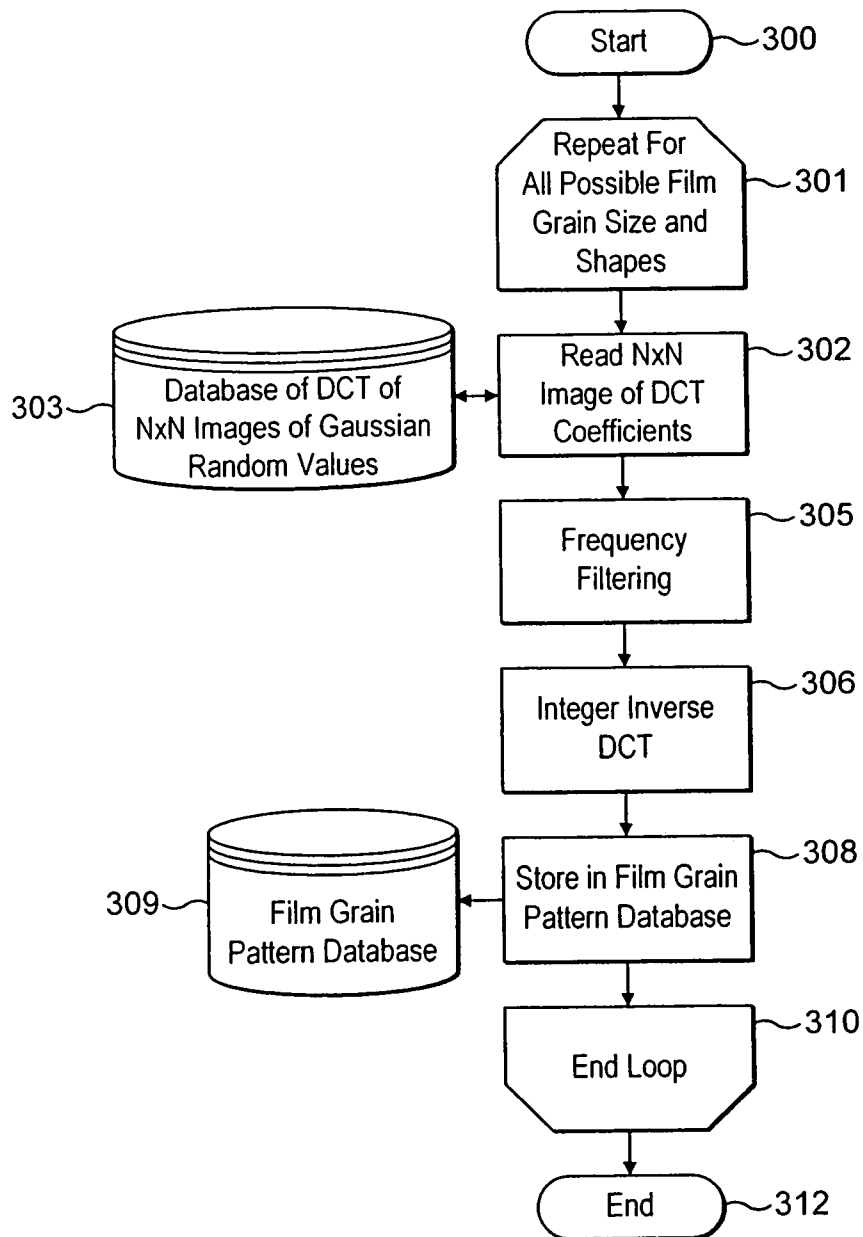 Start
300
Repeat For
All Possible Film
Grain Size and
Shapes
301
Read NxN
Image of DCT
Coefficients
302
303
Database of DCT of
NxN Images of Gaussian
Random Values
Frequency
Filtering
305
Integer Inverse
DCT
306
Store in Film Grain
Pattern Database
308
309
Film Grain
Pattern Database
End Loop
310
End
312